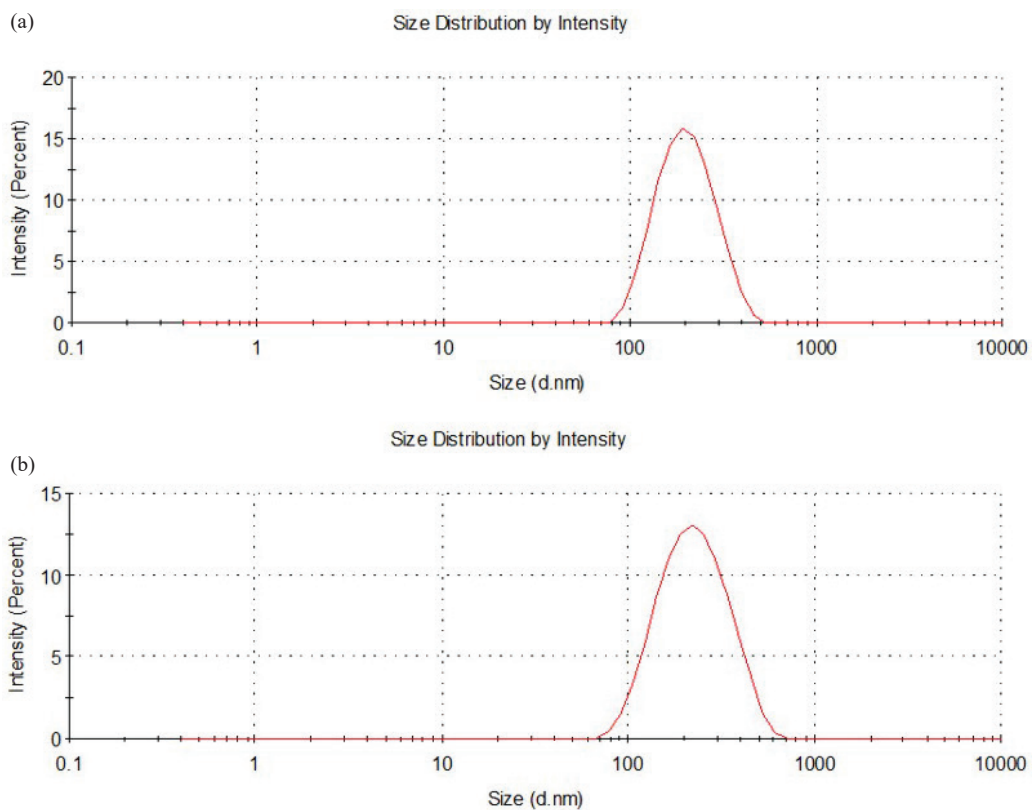 (a)
Size Distribution by Intensity
20
15
10
5
0
Intensity (Percent)
0.1 1 10 100 1000 10000
Size (d.nm)
(b)
Size Distribution by Intensity
15
10
5
0
Intensity (Percent)
0.1 1 10 100 1000 10000
Size (d.nm)